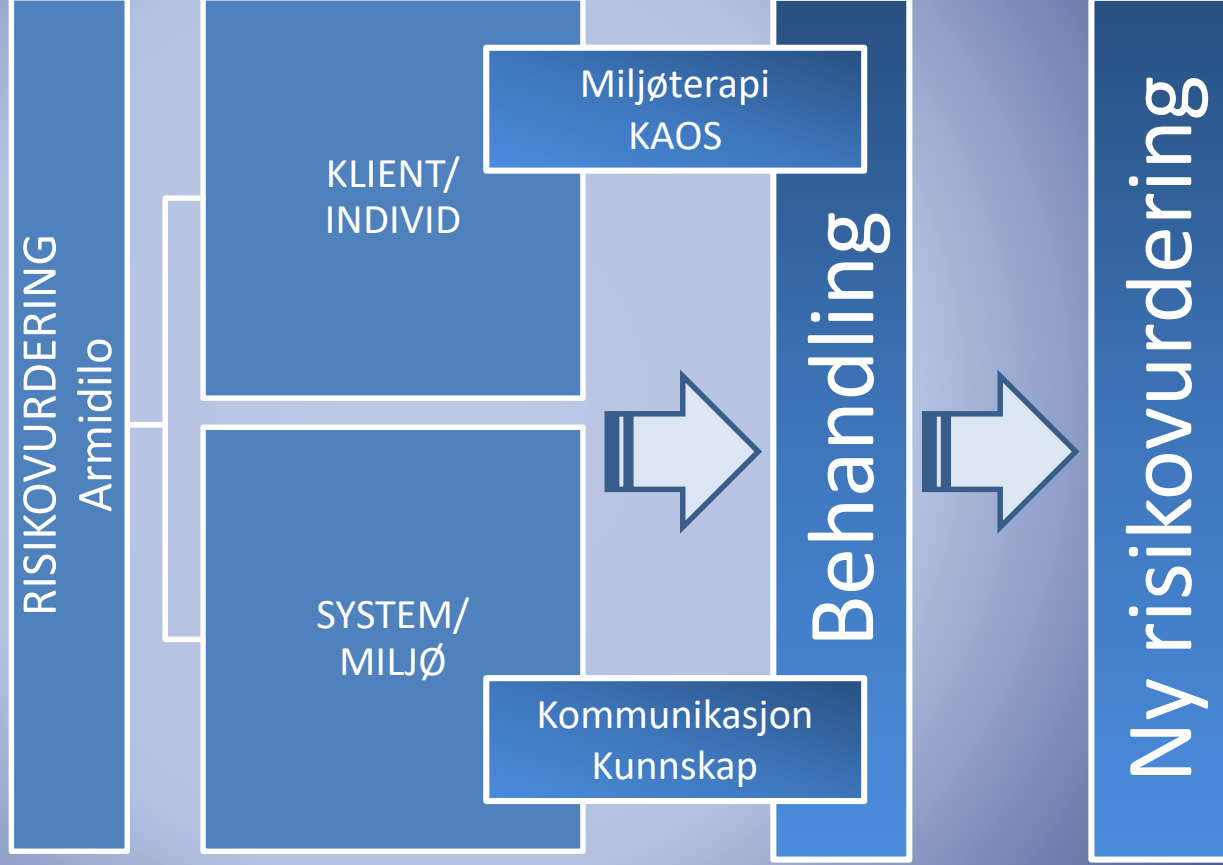 RISIKOVURDERING
Armidilo
KLIENT/
INDIVID
SYSTEM/
MILJØ
Miljøterapi
KAOS
Kommunikasjon
Kunnskap
Behandling
Ny risikovurdering